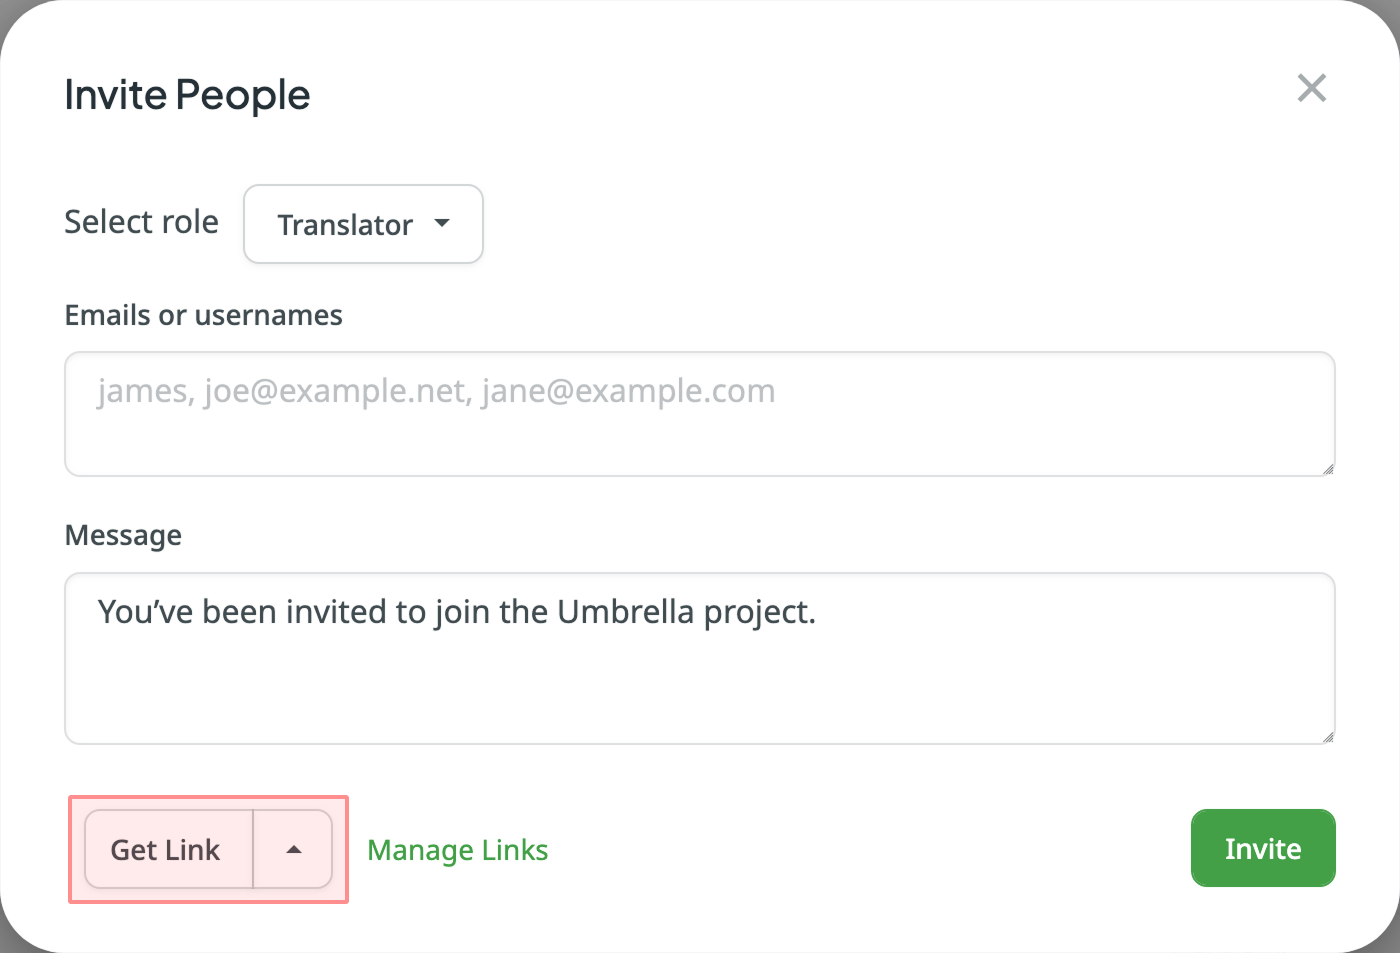 Invite People
Select role Translator
Emails or usernames
james, joe@example.net, jane@example.com
Message
You’ve been invited to join the Umbrella project.
Get Link Manage Links Invite